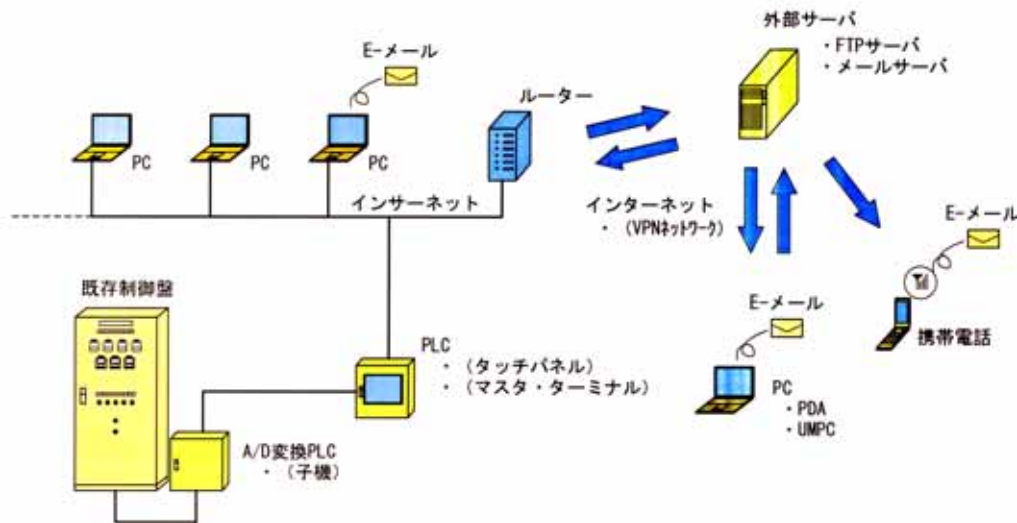 外部サーバ
・FTPサーバ
・メールサーバ
E-メール
ルーター
PC
PC
PC
インサーネット
インターネット
・(VPNネットワーク)
E-メール
既存制御盤
E-メール
携帯電話
PLC
・(タッチパネル)
・(マスタ・ターミナル)
PC
・PDA
・UMPC
A/D変換PLC
・(子機)